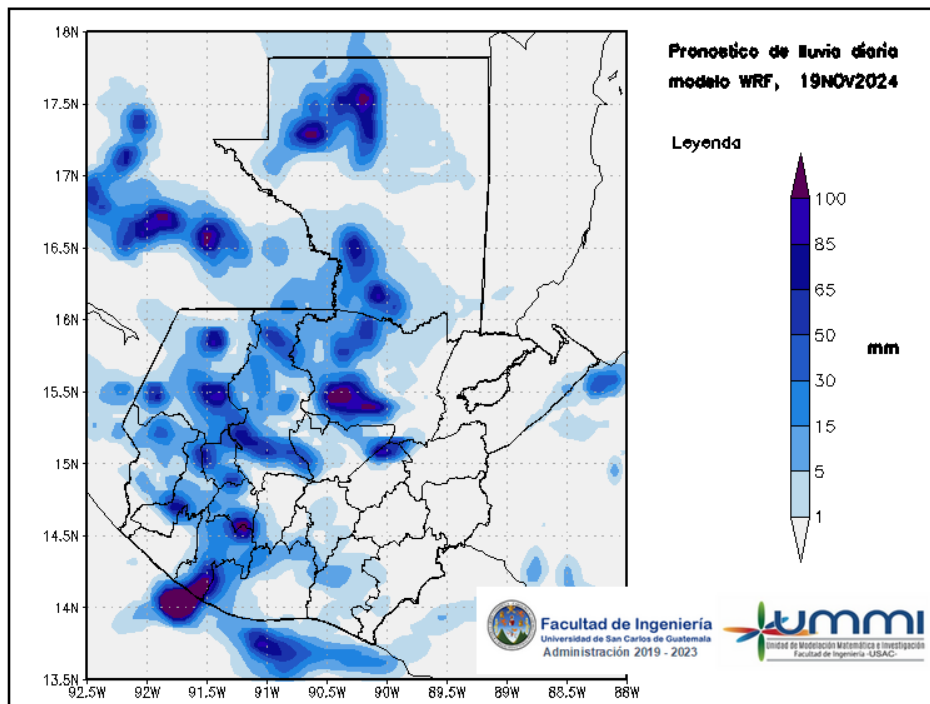 Pronostico de lluvia diaria
modelo WRF, 19NOV2024
Leyenda
100
85
65
50
30
15
5
1
mm
18N
17.5N
17N
16.5N
16N
15.5N
15N
14.5N
14N
13.5N
92.5W
92W
91.5W
91W
90.5W
90W
89.5W
89W
88.5W
88W
Facultad de Ingeniería
Universidad de San Carlos de Guatemala
Administración 2019 - 2023
UMMI
Unidad de Modelación Matemática e Investigación
Facultad de Ingeniería -USAC-